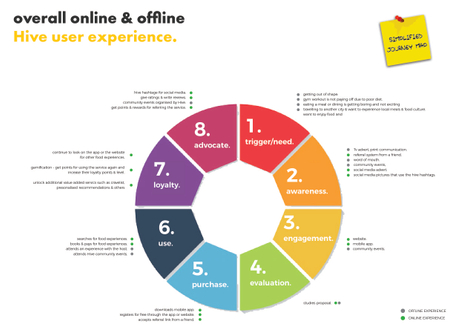 overall online & offline
Hive user experience.
SIMPLIFIED
JOURNEY MAP
hive hashtags for social media
give ratings & write reviews
community events organised by hive
get points & rewards for referring the service
getting out of shape
gym workout is not paying off due to poor diet
eating a meal or dining is getting boring and not exciting
travelling to another city & want to experience local meals & food culture
want to enjoy food and
8.
advocate.
1.
trigger/need.
continue to look on the app or the website
for other food experiences
gamification - get points for using the service again and
increase their loyalty points & level
unlock additional value added service such as rewards
personalised recommendations & others
7.
loyalty.
2.
awareness.
Tv advert, print communication
referral system from a friend
word of mouth
community events
social media advert
social media pictures that use the hive hashtags
6.
use.
3.
engagement.
searches for food experiences
books & pays for food experiences
attends an experience with the host
attends hive community events
website
mobile app
community events
5.
purchase.
4.
evaluation.
downloads mobile app
explores for free through the app or website
accepts referral link from a friend
studies proposal
OFFLINE EXPERIENCE
ONLINE EXPERIENCE